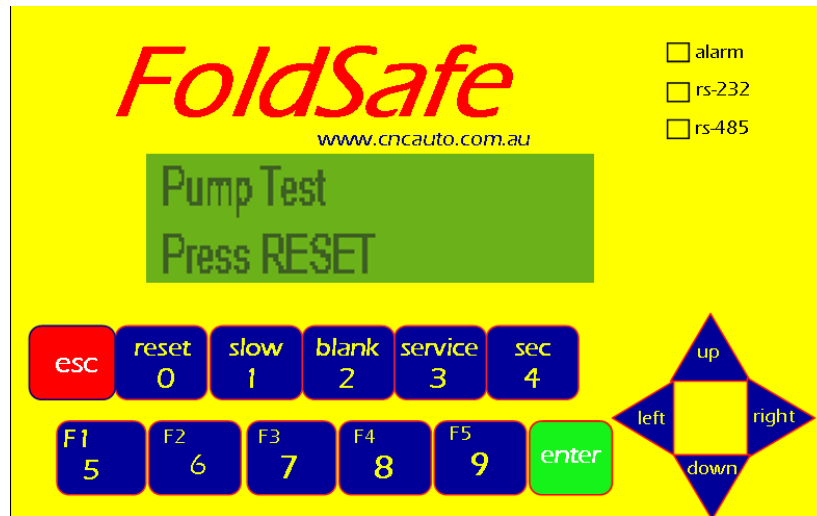 FoldSafe
www.cncauto.com.au
alarm
rs-232
rs-485
Pump Test
Press RESET
esc
reset
0
slow
1
blank
2
service
3
sec
4
F1
5
F2
6
F3
7
F4
8
F5
9
enter
up
left
right
down